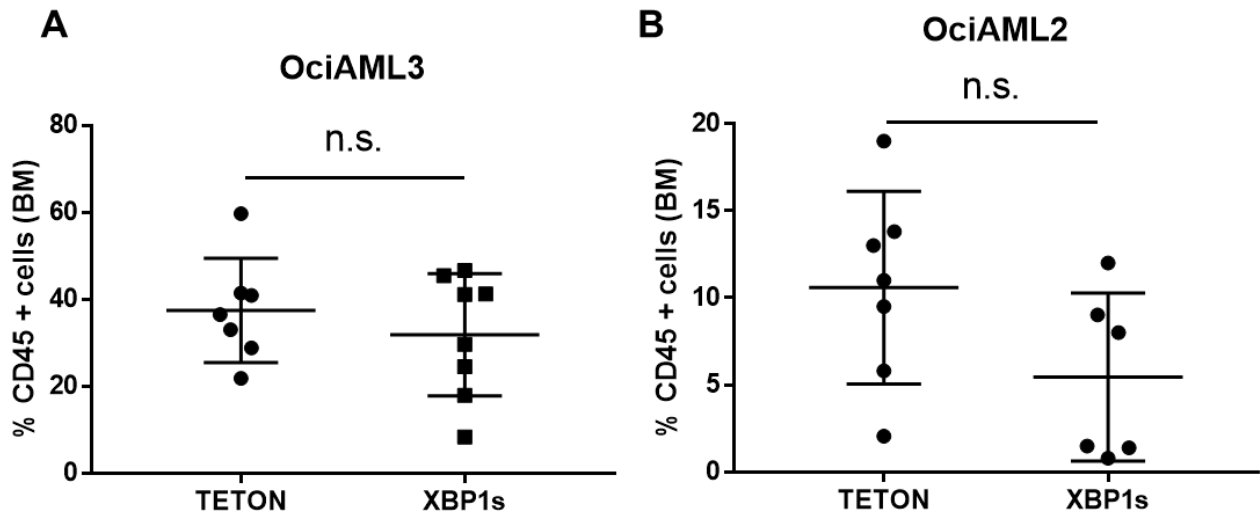 A
OciAML3
% CD45 + cells (BM)
80
60
40
20
0
n.s.
TETON
XBP1s
B
OciAML2
% CD45 + cells (BM)
20
15
10
5
0
n.s.
TETON
XBP1s